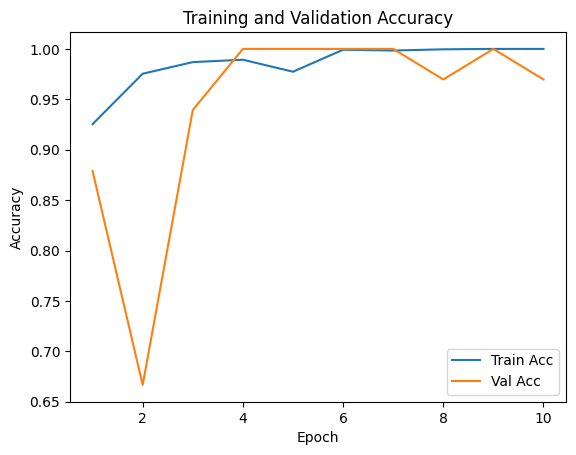 Training and Validation Accuracy
1.00
0.95
0.90
0.85
0.80
0.75
0.70
0.65
Accuracy
Train Acc
Val Acc
2 4 6 8 10
Epoch